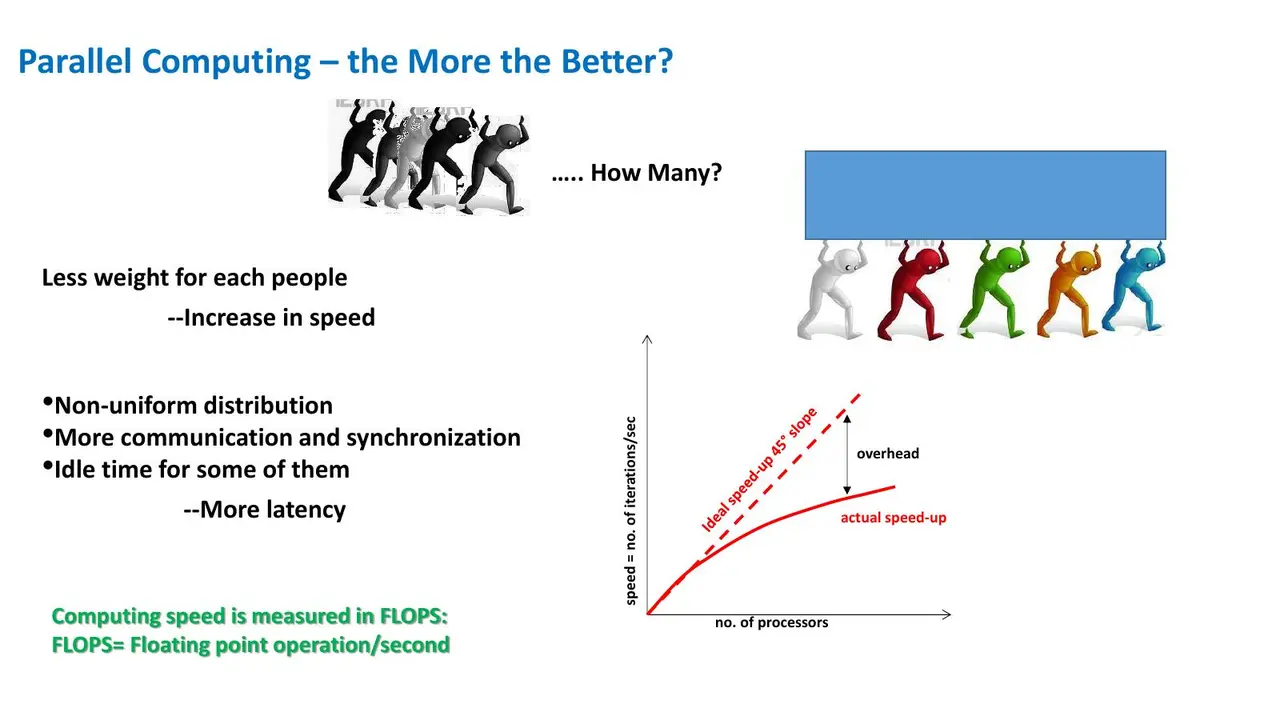 Parallel Computing – the More the Better?
….. How Many?
Less weight for each people
--Increase in speed
•Non-uniform distribution
•More communication and synchronization
•Idle time for some of them
--More latency
Computing speed is measured in FLOPS:
FLOPS= Floating point operation/second
speed = no. of iterations/sec
Ideal speed-up 45° slope
overhead
actual speed-up
no. of processors